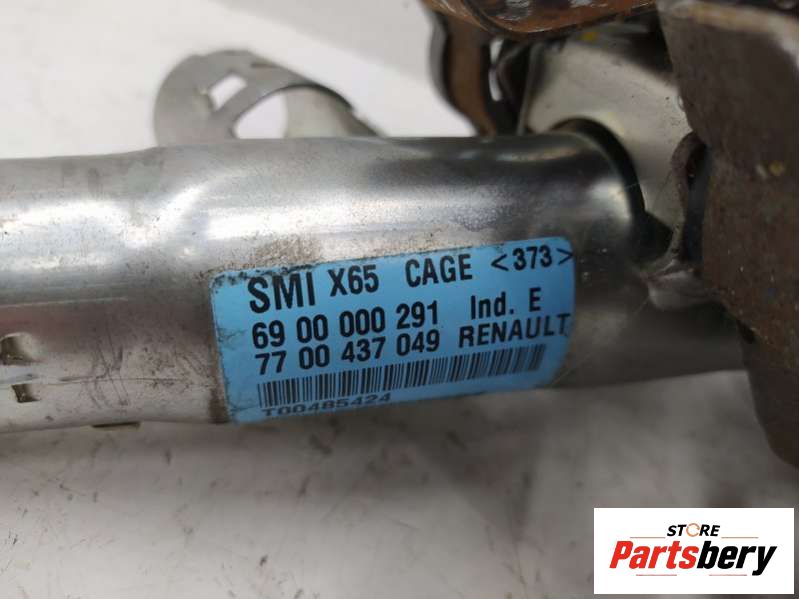 SMI X65 CAGE <373>
69 00 000 291 Ind. E
77 00 437 049 RENAULT
T00485424
STORE
Partsbery